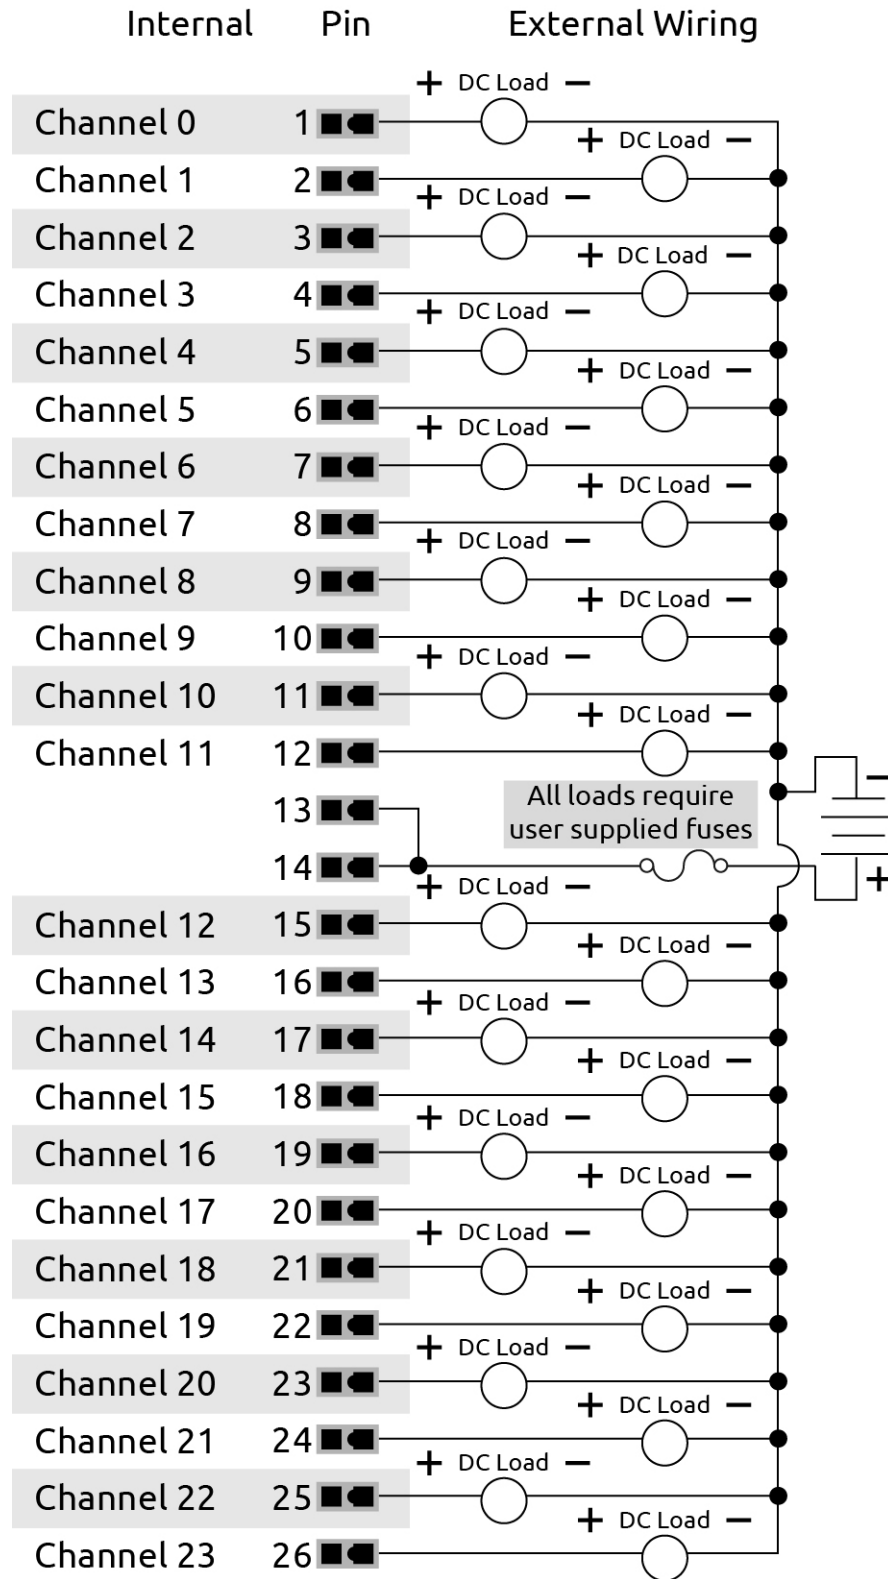 Internal Pin External Wiring
+ DC Load −
Channel 0 1
+ DC Load −
Channel 1 2
+ DC Load −
Channel 2 3
+ DC Load −
Channel 3 4
+ DC Load −
Channel 4 5
+ DC Load −
Channel 5 6
+ DC Load −
Channel 6 7
+ DC Load −
Channel 7 8
+ DC Load −
Channel 8 9
+ DC Load −
Channel 9 10
+ DC Load −
Channel 10 11
+ DC Load −
Channel 11 12
−
All loads require
13
user supplied fuses
14
+
+ DC Load −
Channel 12 15
+ DC Load −
Channel 13 16
+ DC Load −
Channel 14 17
+ DC Load −
Channel 15 18
+ DC Load −
Channel 16 19
+ DC Load −
Channel 17 20
+ DC Load −
Channel 18 21
+ DC Load −
Channel 19 22
+ DC Load −
Channel 20 23
+ DC Load −
Channel 21 24
+ DC Load −
Channel 22 25
+ DC Load −
Channel 23 26